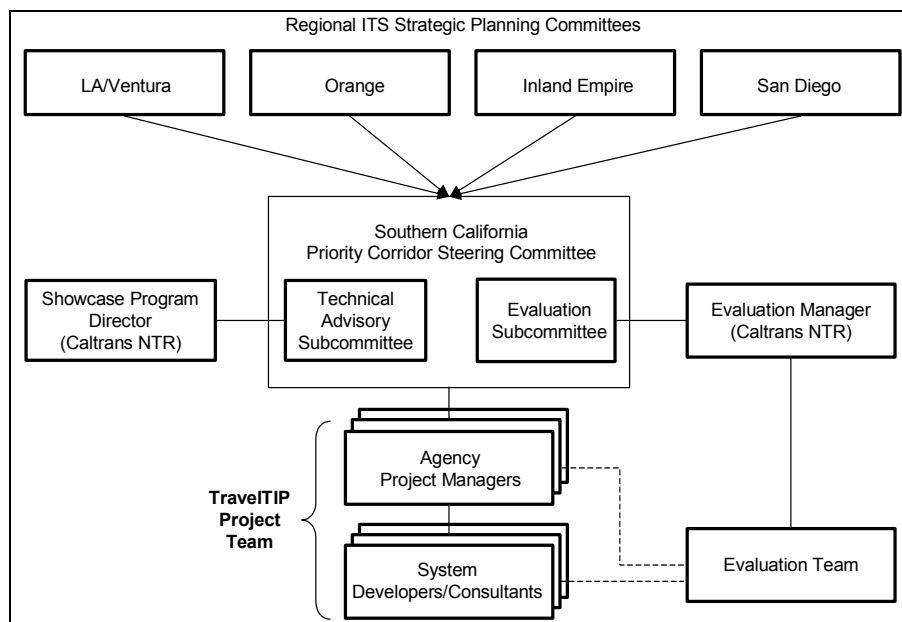 Regional ITS Strategic Planning Committees
LA/Ventura
Orange
Inland Empire
San Diego
Southern California
Priority Corridor Steering Committee
Showcase Program
Director
(Caltrans NTR)
Technical
Advisory
Subcommittee
Evaluation
Subcommittee
Evaluation Manager
(Caltrans NTR)
Agency
Project Managers
TravelTIP
Project
Team
System
Developers/Consultants
Evaluation Team